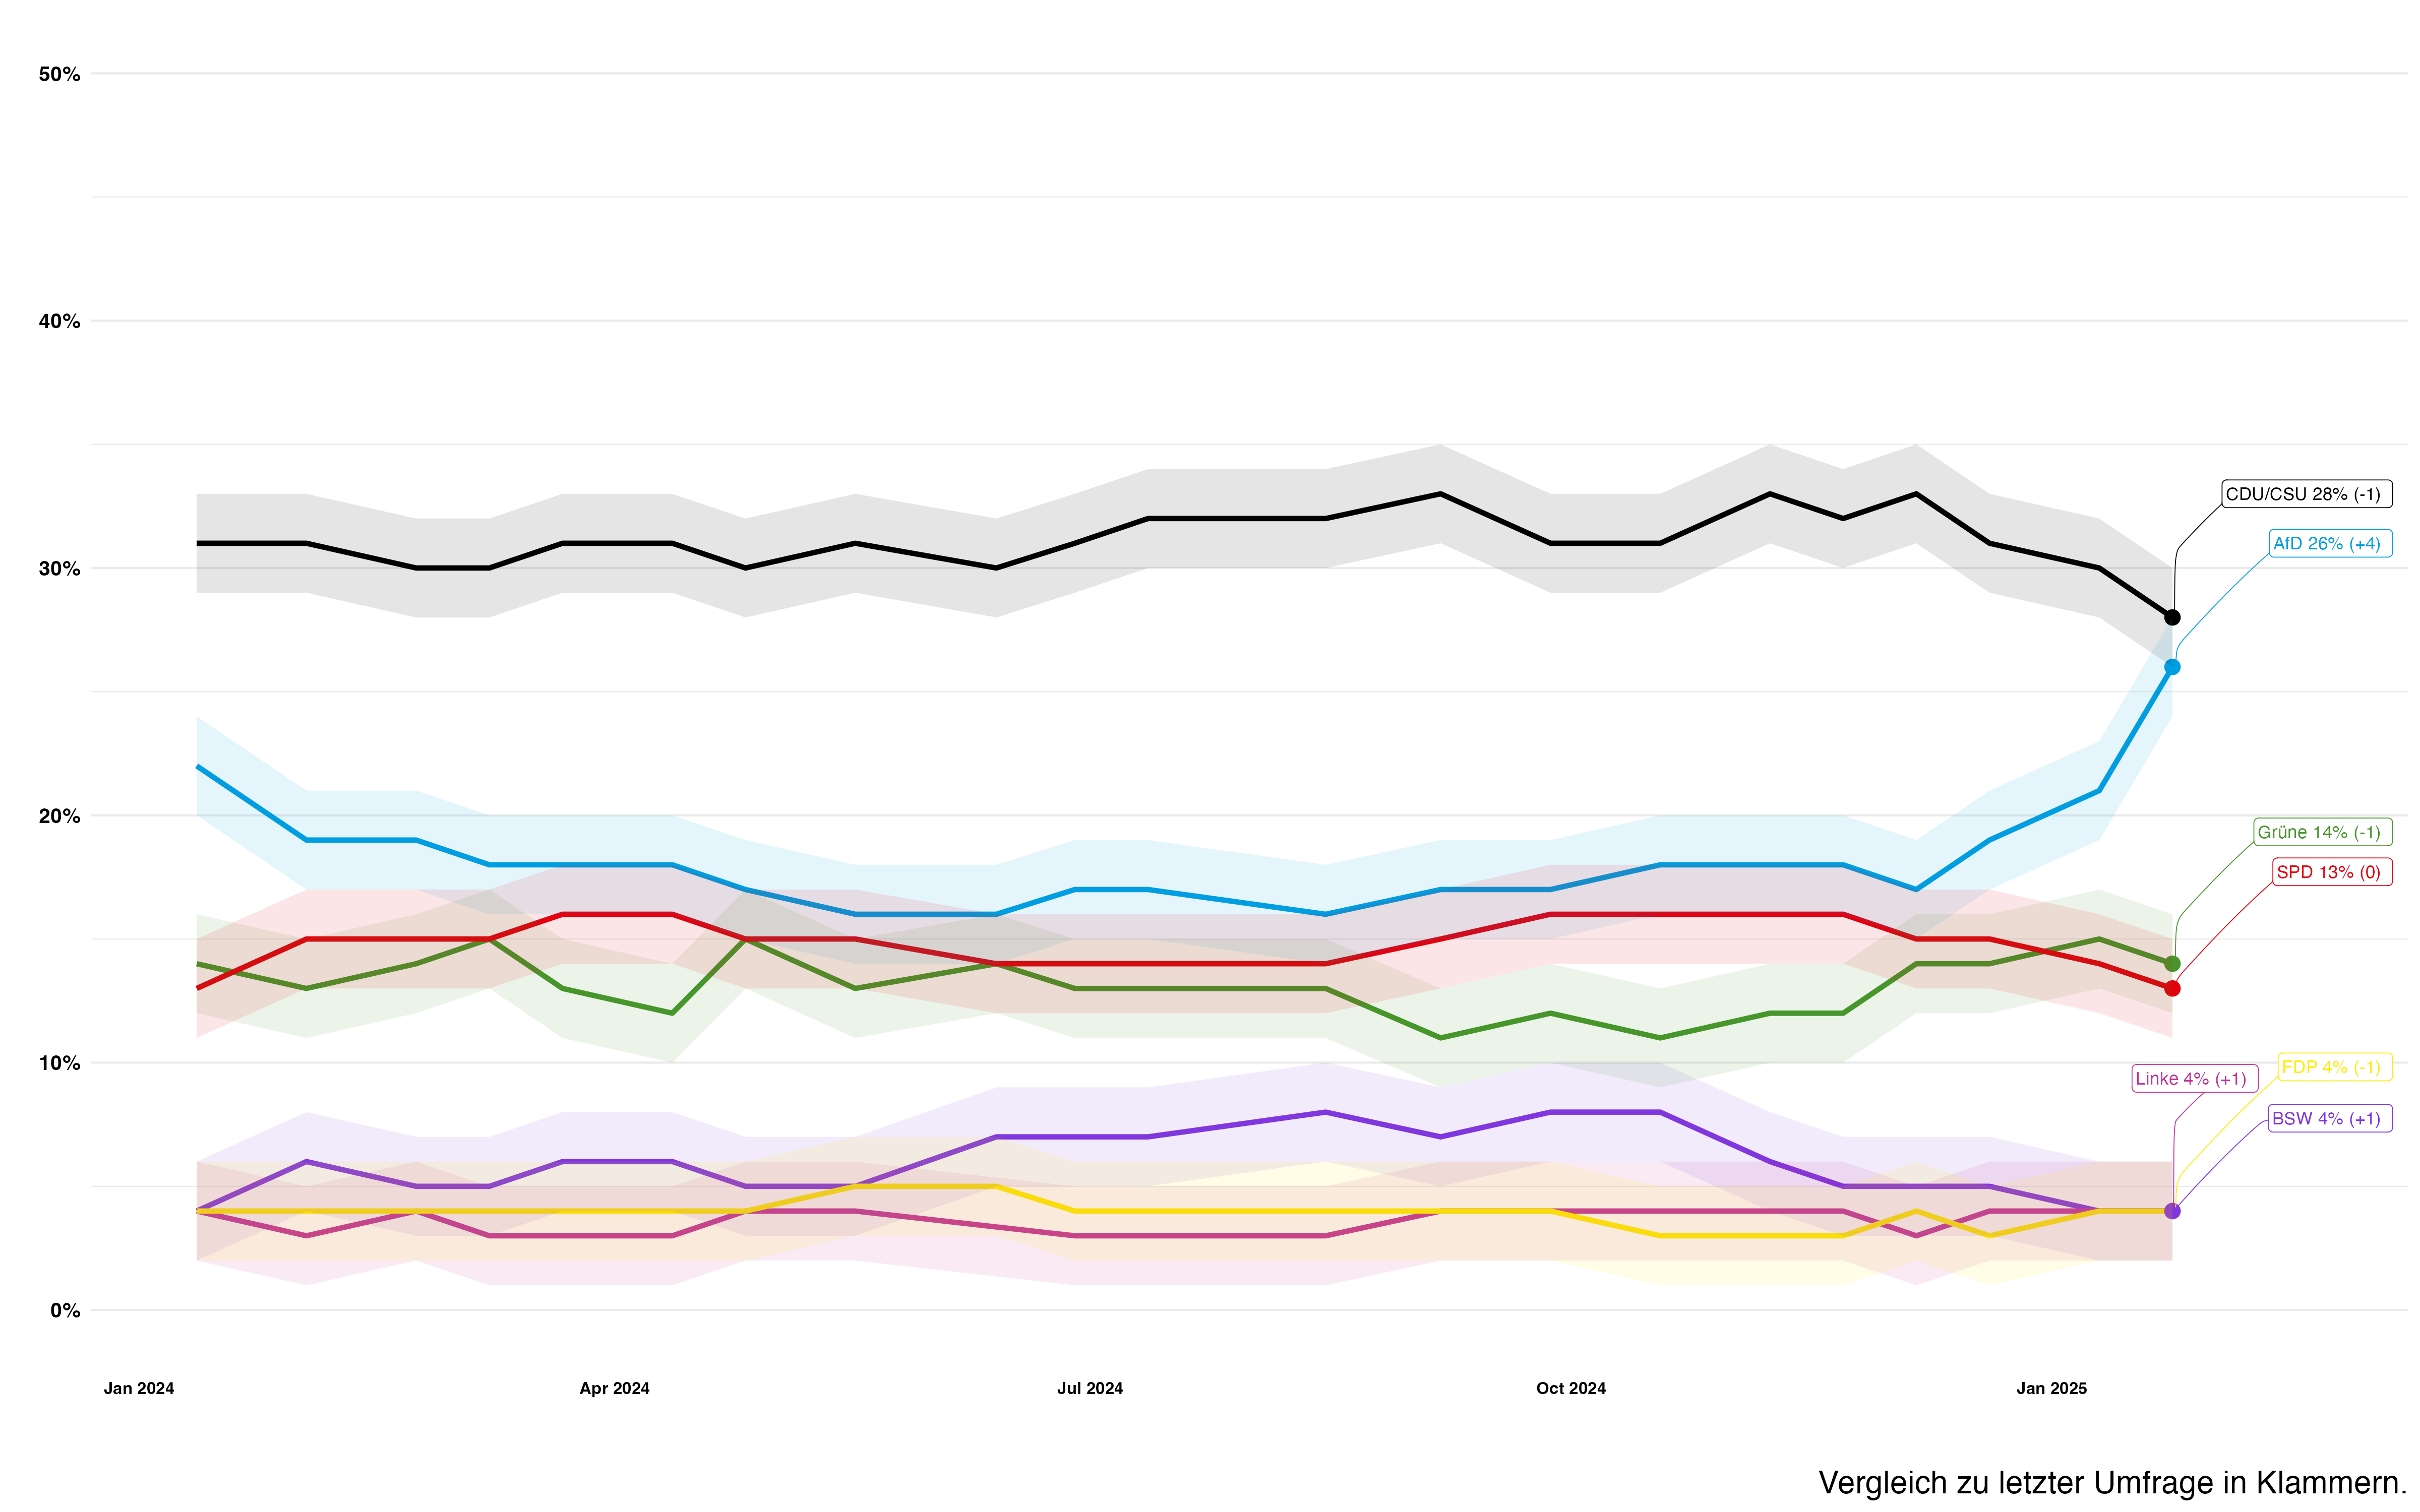 50%
40%
30%
20%
10%
0%
CDU/CSU 28% (-1)
AfD 26% (+4)
Grüne 14% (-1)
SPD 13% (0)
FDP 4% (-1)
Linke 4% (+1)
BSW 4% (+1)
Jan 2024
Apr 2024
Jul 2024
Oct 2024
Jan 2025
Vergleich zu letzter Umfrage in Klammern.